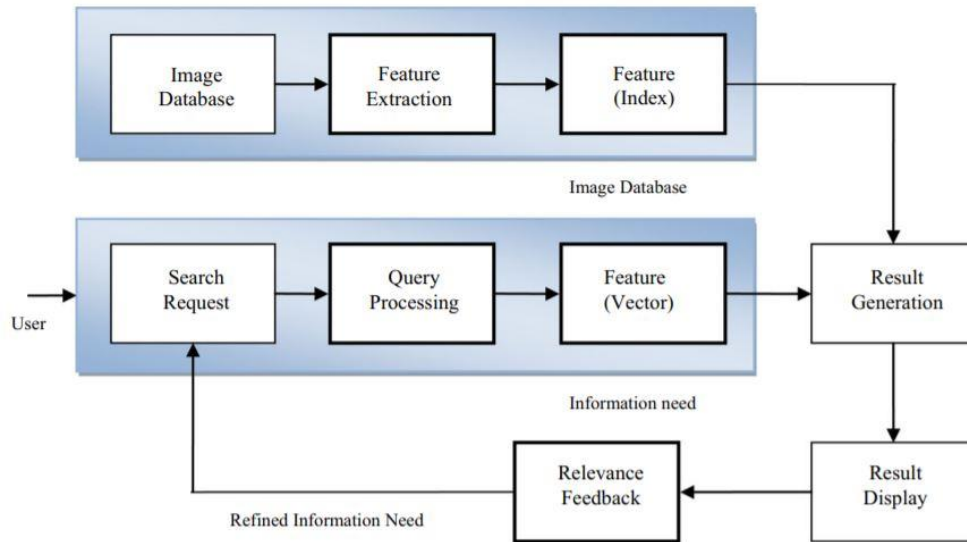 Image
Database
Feature
Extraction
Feature
(Index)
Image Database
User
Search
Request
Query
Processing
Feature
(Vector)
Result
Generation
Information need
Relevance
Feedback
Result
Display
Refined Information Need